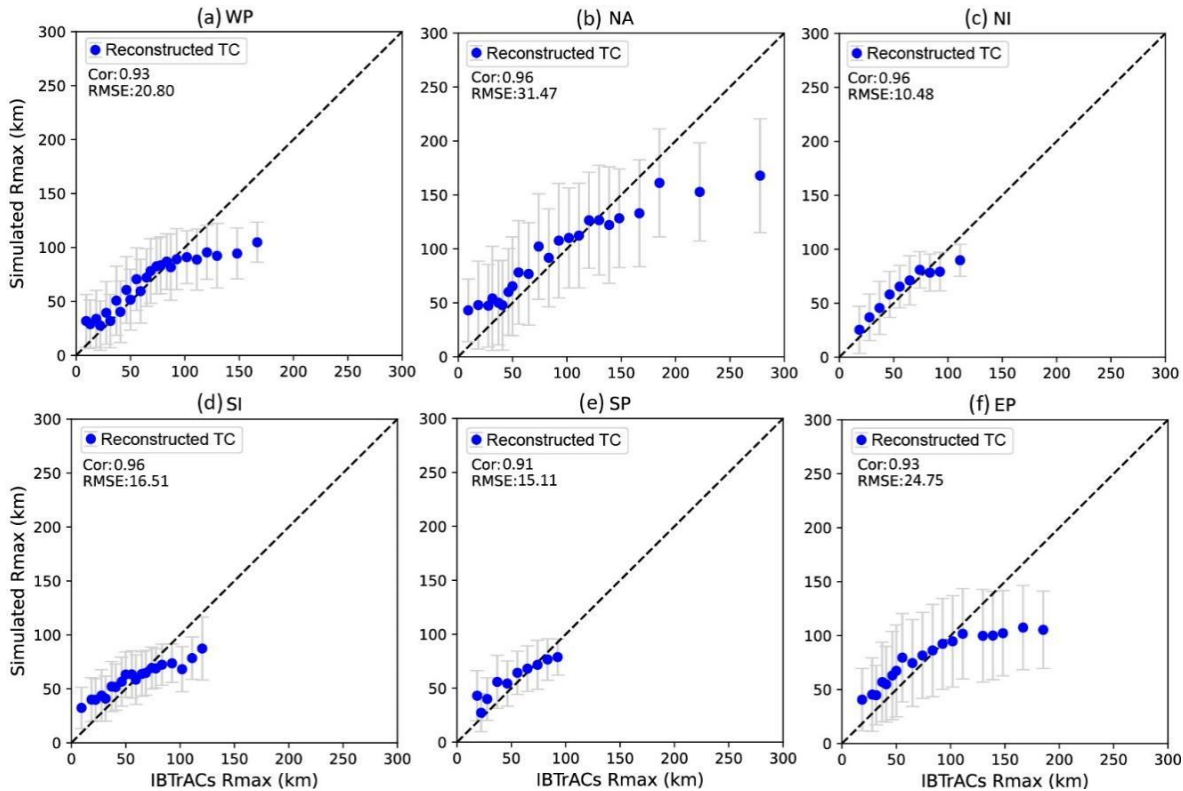 (a) WP
300
250
200
150
100
50
0
Simulated Rmax (km)
Reconstructed TC
Cor:0.93
RMSE:20.80
0 50 100 150 200 250 300
(b) NA
300
250
200
150
100
50
0
Reconstructed TC
Cor:0.96
RMSE:31.47
0 50 100 150 200 250 300
(c) NI
300
250
200
150
100
50
0
Reconstructed TC
Cor:0.96
RMSE:10.48
0 50 100 150 200 250 300
(d) SI
300
250
200
150
100
50
0
Simulated Rmax (km)
Reconstructed TC
Cor:0.96
RMSE:16.51
0 50 100 150 200 250 300
IBTrACs Rmax (km)
(e) SP
300
250
200
150
100
50
0
Reconstructed TC
Cor:0.91
RMSE:15.11
0 50 100 150 200 250 300
IBTrACs Rmax (km)
(f) EP
300
250
200
150
100
50
0
Reconstructed TC
Cor:0.93
RMSE:24.75
0 50 100 150 200 250 300
IBTrACs Rmax (km)